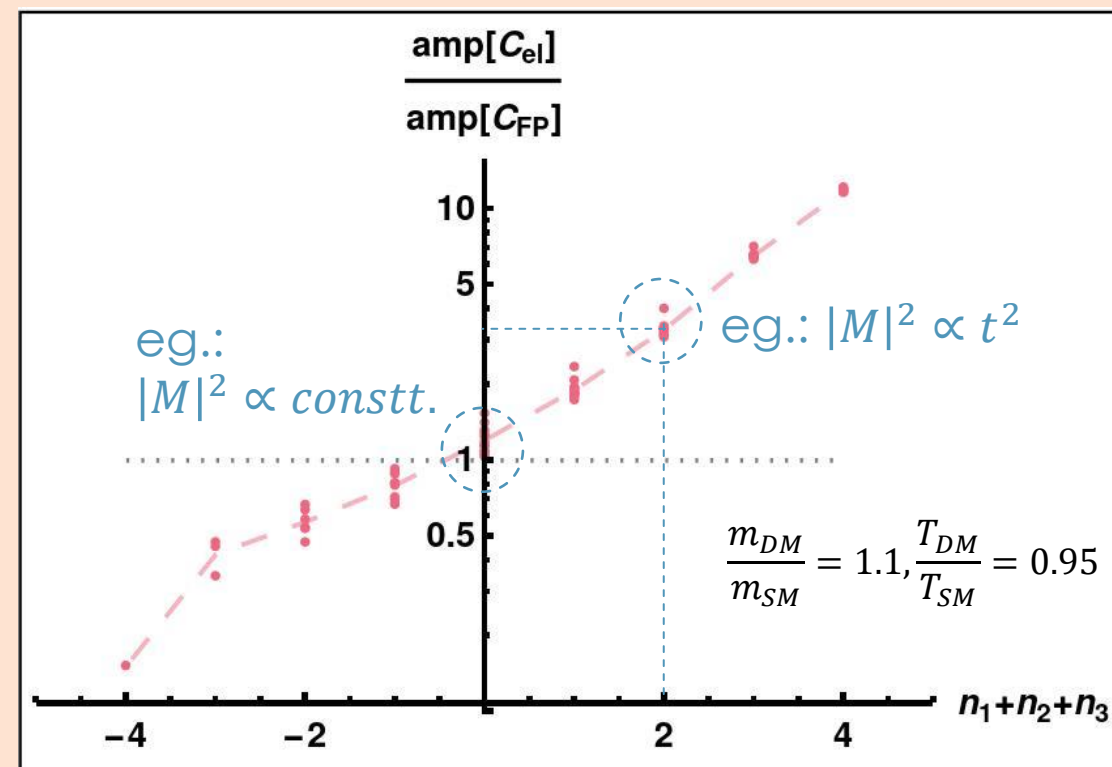 amp[C_el]
amp[C_FP]
10
5
eg.: |M|² ∝ t²
eg.:
|M|² ∝ constt.
1
0.5
m_DM/m_SM = 1.1, T_DM/T_SM = 0.95
n₁+n₂+n₃
−4 −2 2 4